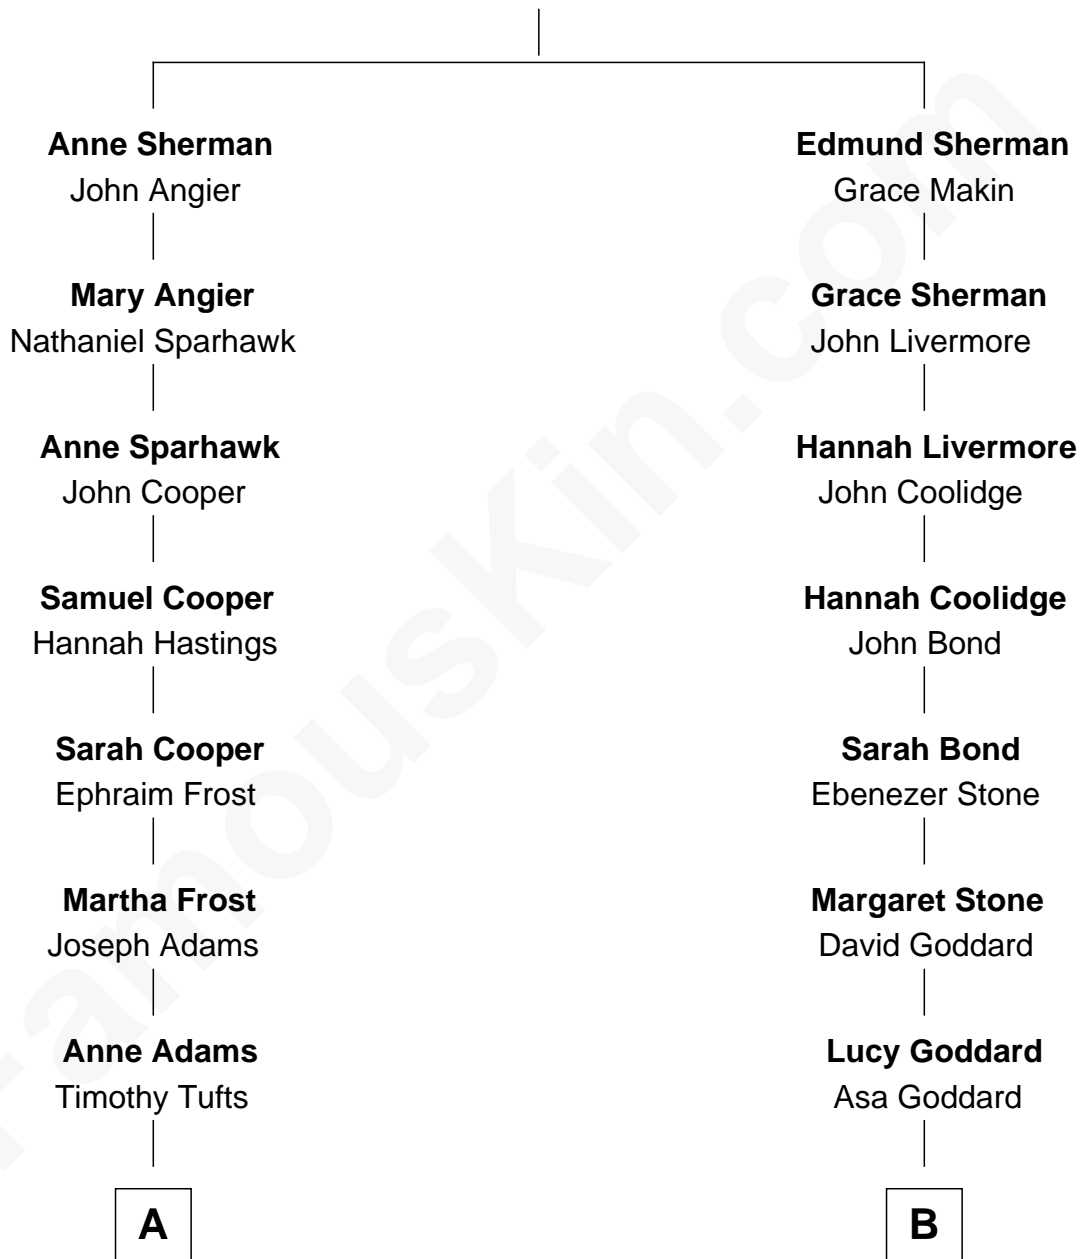 Anne Sherman
John Angier
Edmund Sherman
Grace Makin
Mary Angier
Nathaniel Sparhawk
Grace Sherman
John Livermore
Anne Sparhawk
John Cooper
Hannah Livermore
John Coolidge
Samuel Cooper
Hannah Hastings
Hannah Coolidge
John Bond
Sarah Cooper
Ephraim Frost
Sarah Bond
Ebenezer Stone
Martha Frost
Joseph Adams
Margaret Stone
David Goddard
Anne Adams
Timothy Tufts
Lucy Goddard
Asa Goddard
A
B
FamousKin.com